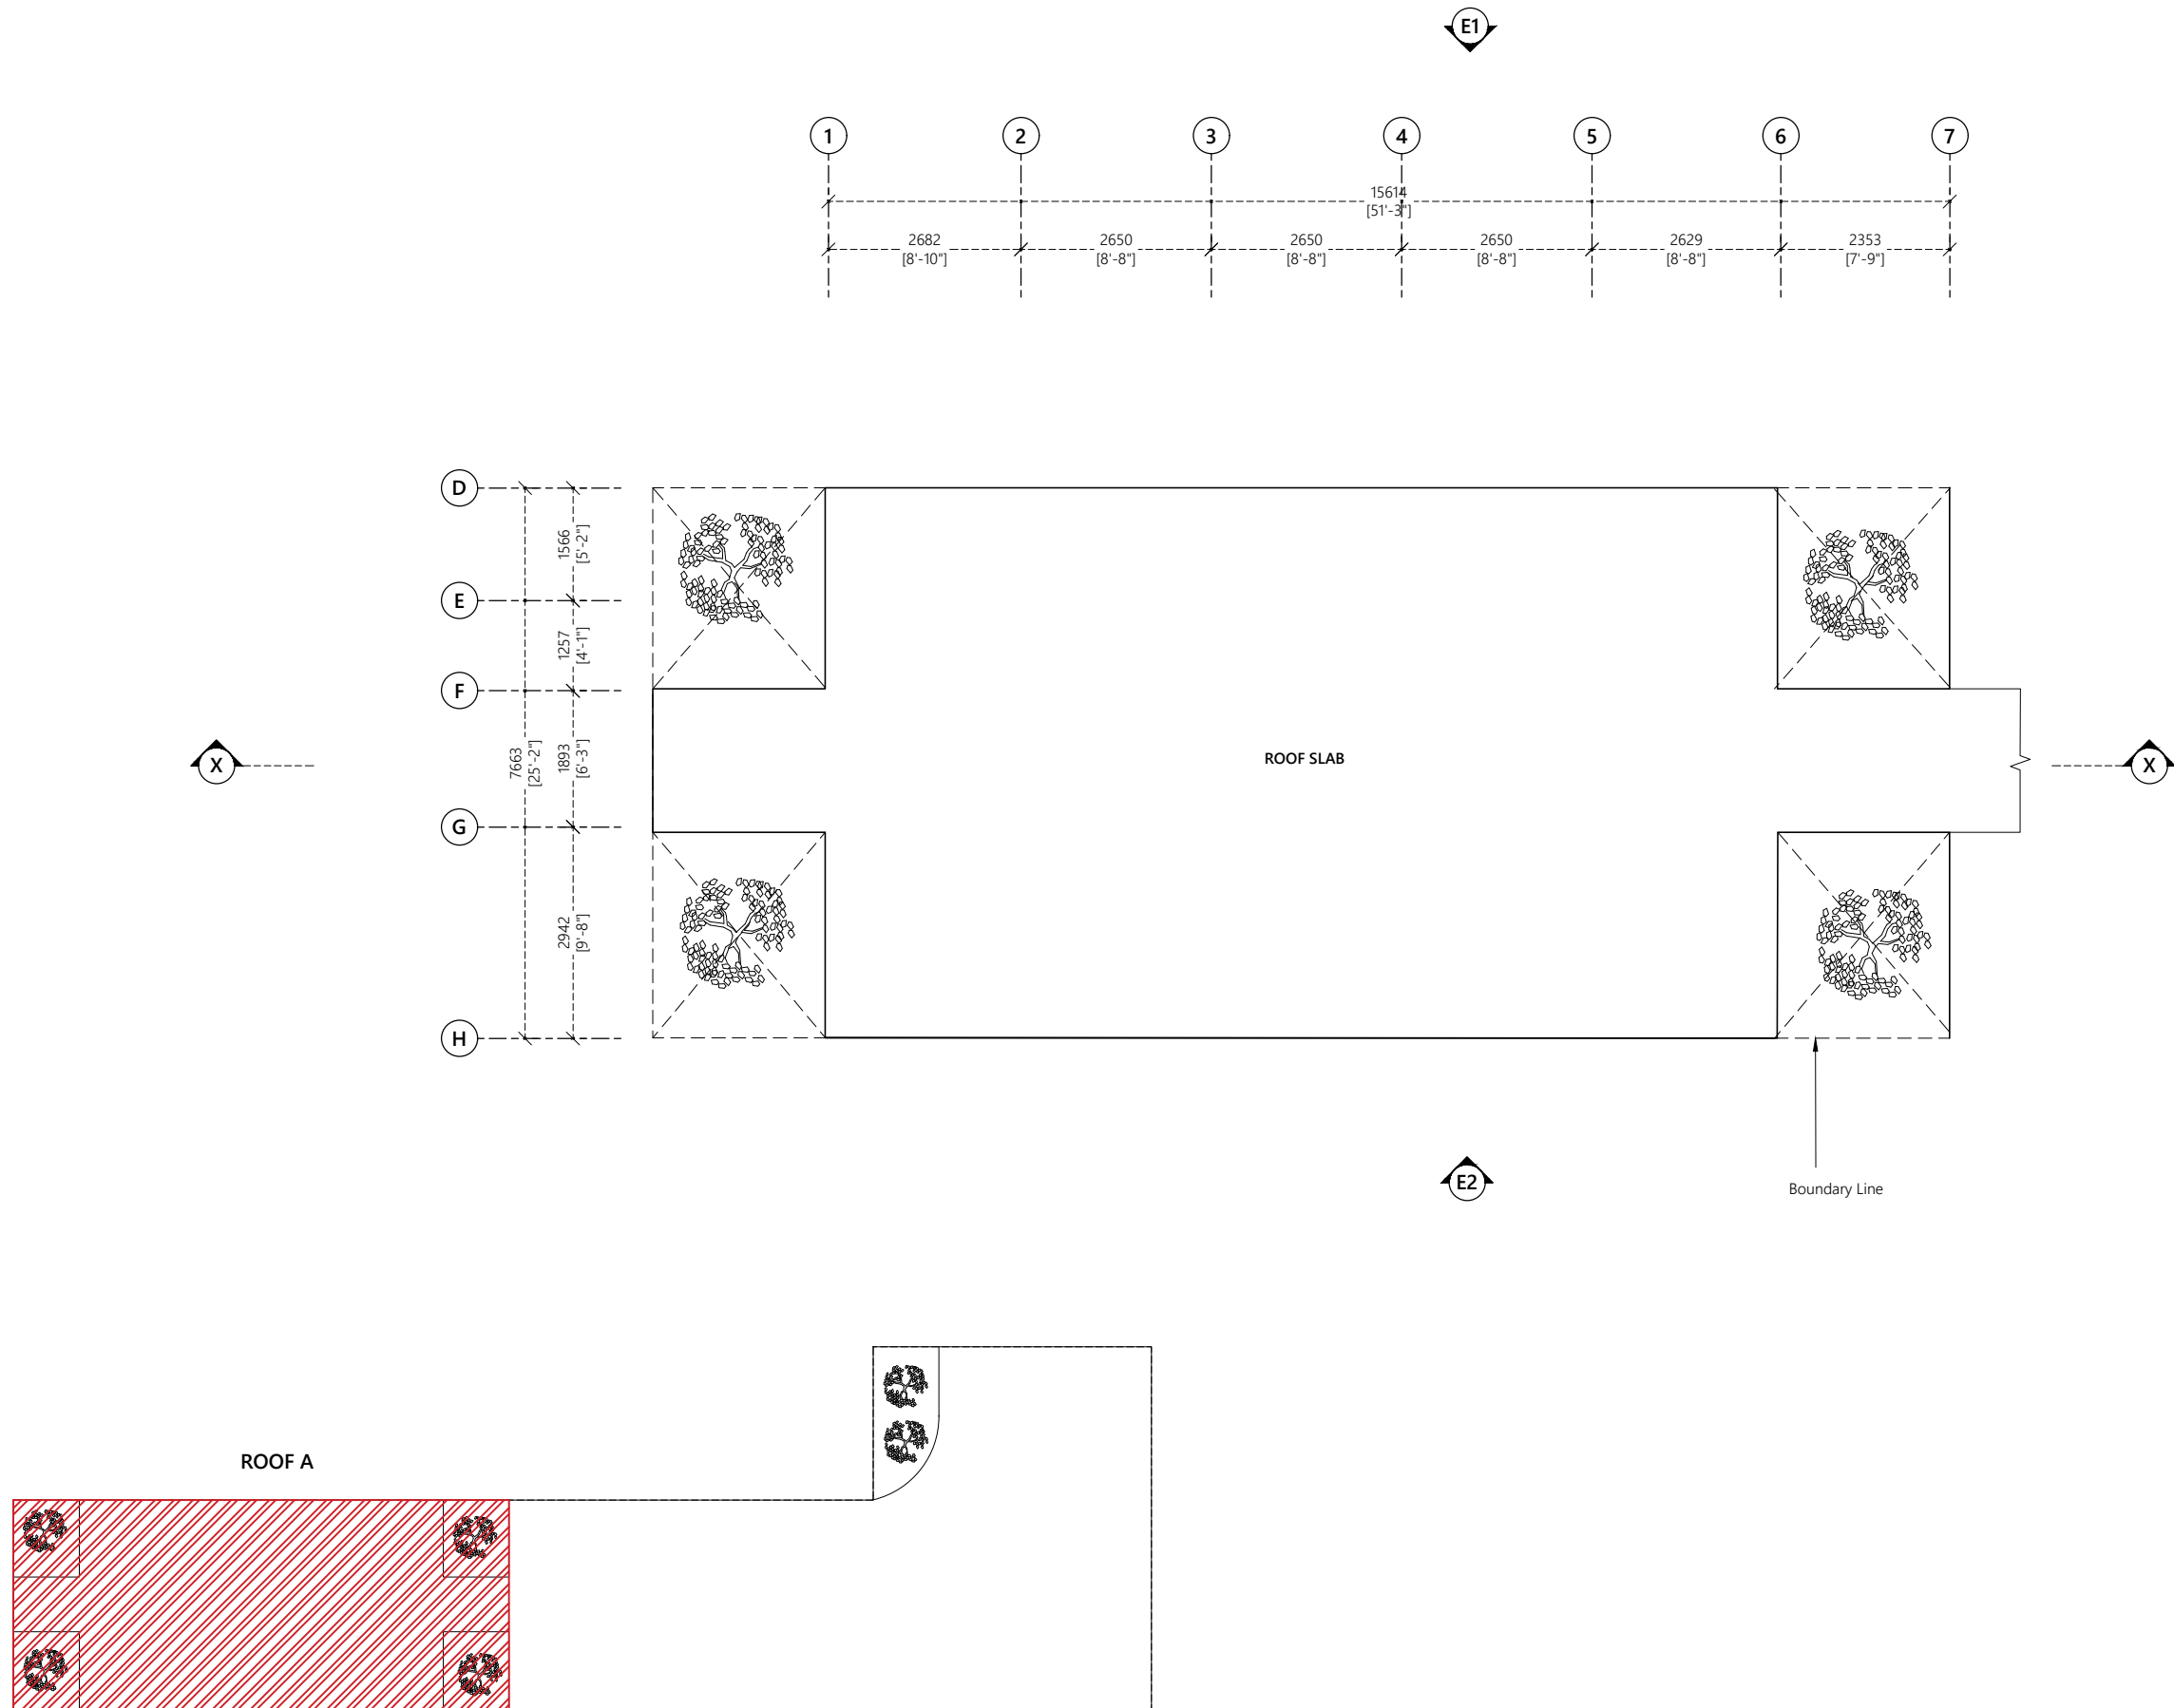 E1
1 2 3 4 5 6 7
15614
[51'-3"]
2682 2650 2650 2650 2629 2353
[8'-10"] [8'-8"] [8'-8"] [8'-8"] [8'-8"] [7'-9"]
D
1566
[5'-2"]
E
1257
[4'-1"]
F
7663
[25'-2"]
1893
[6'-3"]
X
ROOF SLAB
X
G
2942
[9'-8"]
H
E2
Boundary Line
ROOF A